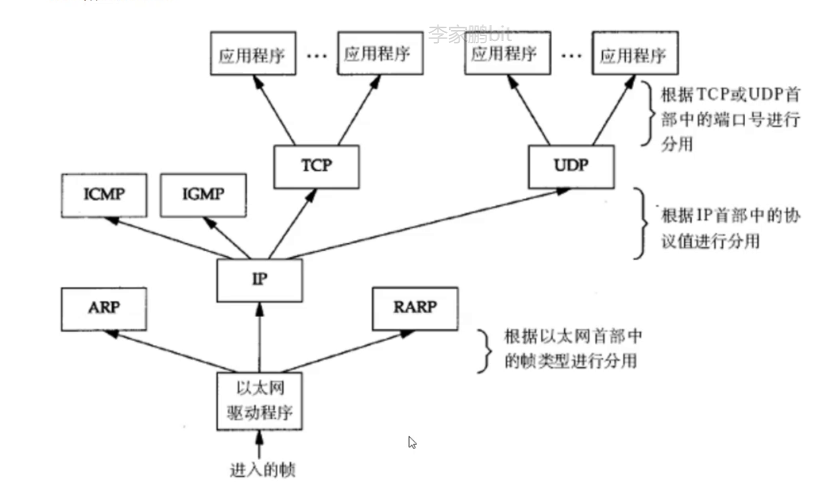 李家鹏bit
应用程序 … 应用程序 应用程序 … 应用程序
根据TCP或UDP首
部中的端口号进行
分用
TCP UDP
ICMP IGMP
根据IP首部中的协
议值进行分用
IP
ARP RARP
根据以太网首部中
的帧类型进行分用
以太网
驱动程序
进入的帧